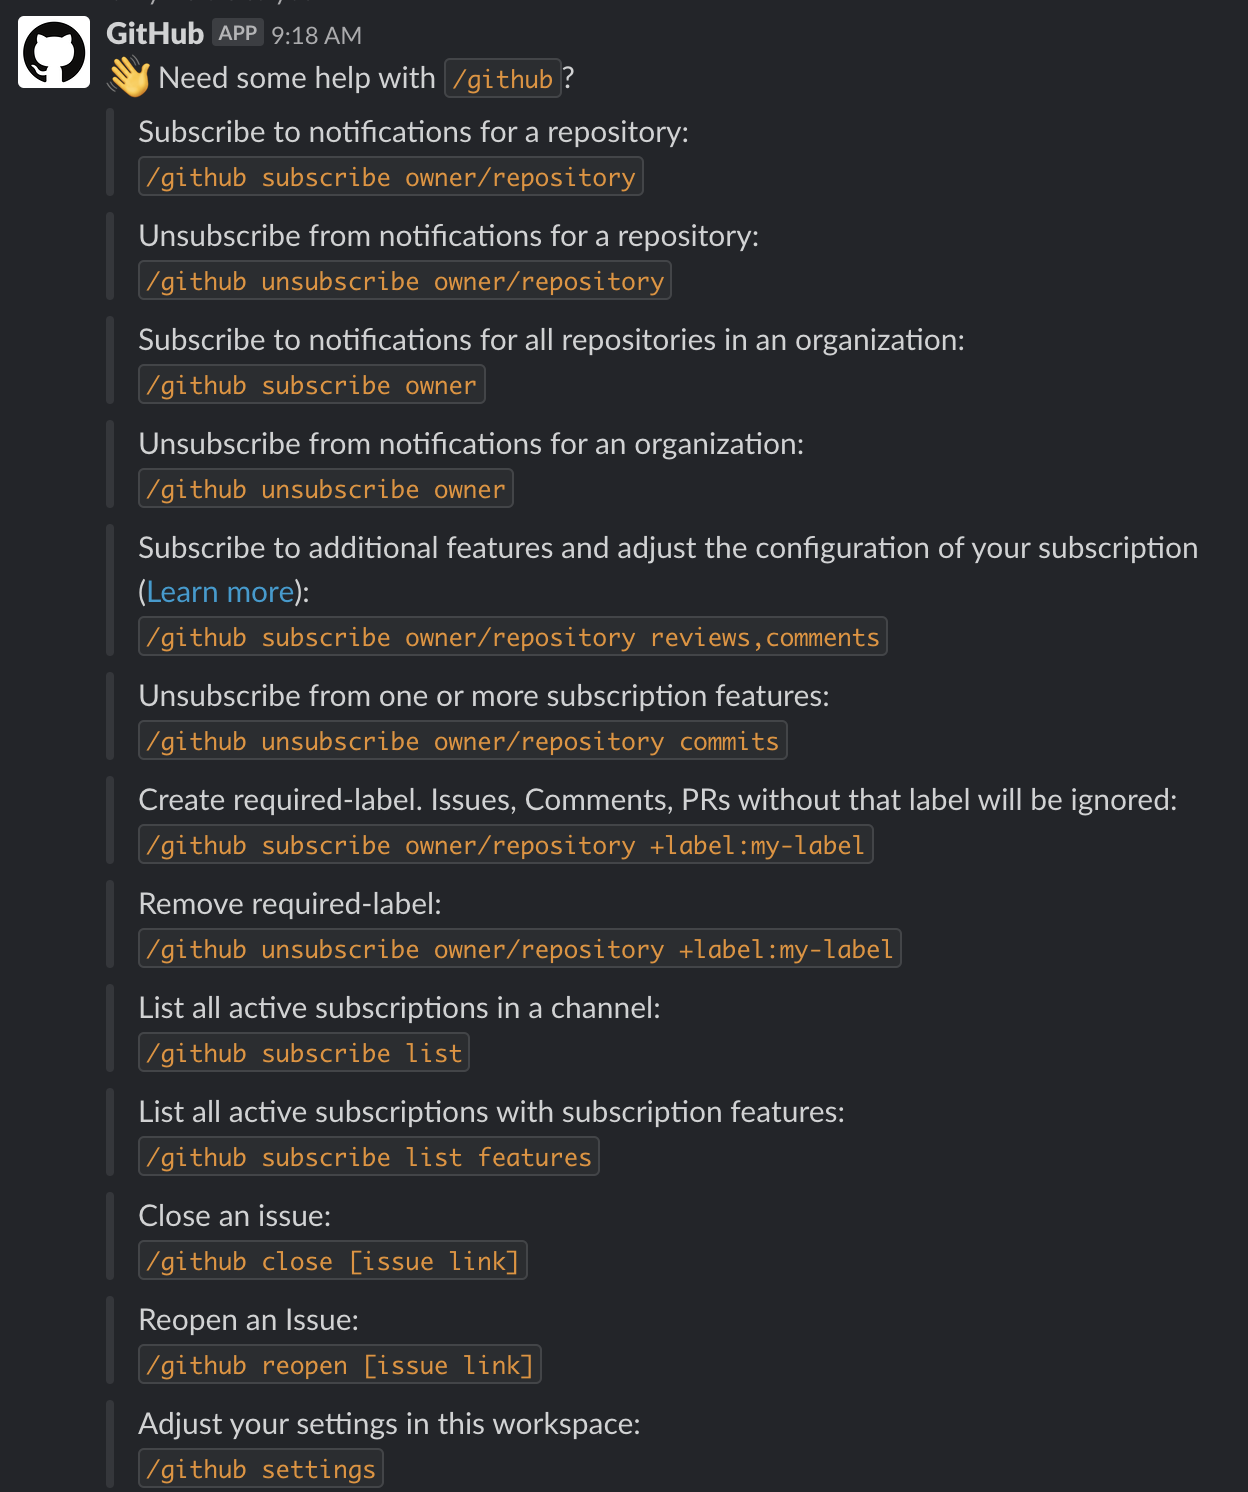 GitHub APP 9:18 AM
👋 Need some help with /github?
Subscribe to notifications for a repository:
/github subscribe owner/repository
Unsubscribe from notifications for a repository:
/github unsubscribe owner/repository
Subscribe to notifications for all repositories in an organization:
/github subscribe owner
Unsubscribe from notifications for an organization:
/github unsubscribe owner
Subscribe to additional features and adjust the configuration of your subscription
(Learn more):
/github subscribe owner/repository reviews,comments
Unsubscribe from one or more subscription features:
/github unsubscribe owner/repository commits
Create required-label. Issues, Comments, PRs without that label will be ignored:
/github subscribe owner/repository +label:my-label
Remove required-label:
/github unsubscribe owner/repository +label:my-label
List all active subscriptions in a channel:
/github subscribe list
List all active subscriptions with subscription features:
/github subscribe list features
Close an issue:
/github close [issue link]
Reopen an Issue:
/github reopen [issue link]
Adjust your settings in this workspace:
/github settings